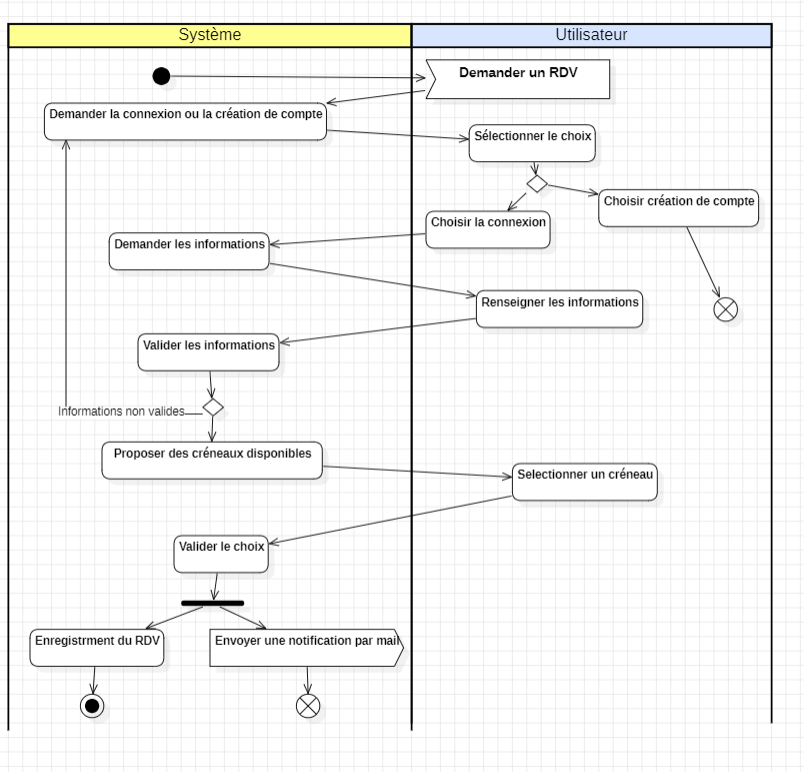 Système
Utilisateur
Demander un RDV
Demander la connexion ou la création de compte
Sélectionner le choix
Choisir création de compte
Choisir la connexion
Demander les informations
Renseigner les informations
Valider les informations
Informations non valides
Proposer des créneaux disponibles
Selectionner un créneau
Valider le choix
Enregistrment du RDV
Envoyer une notification par mail